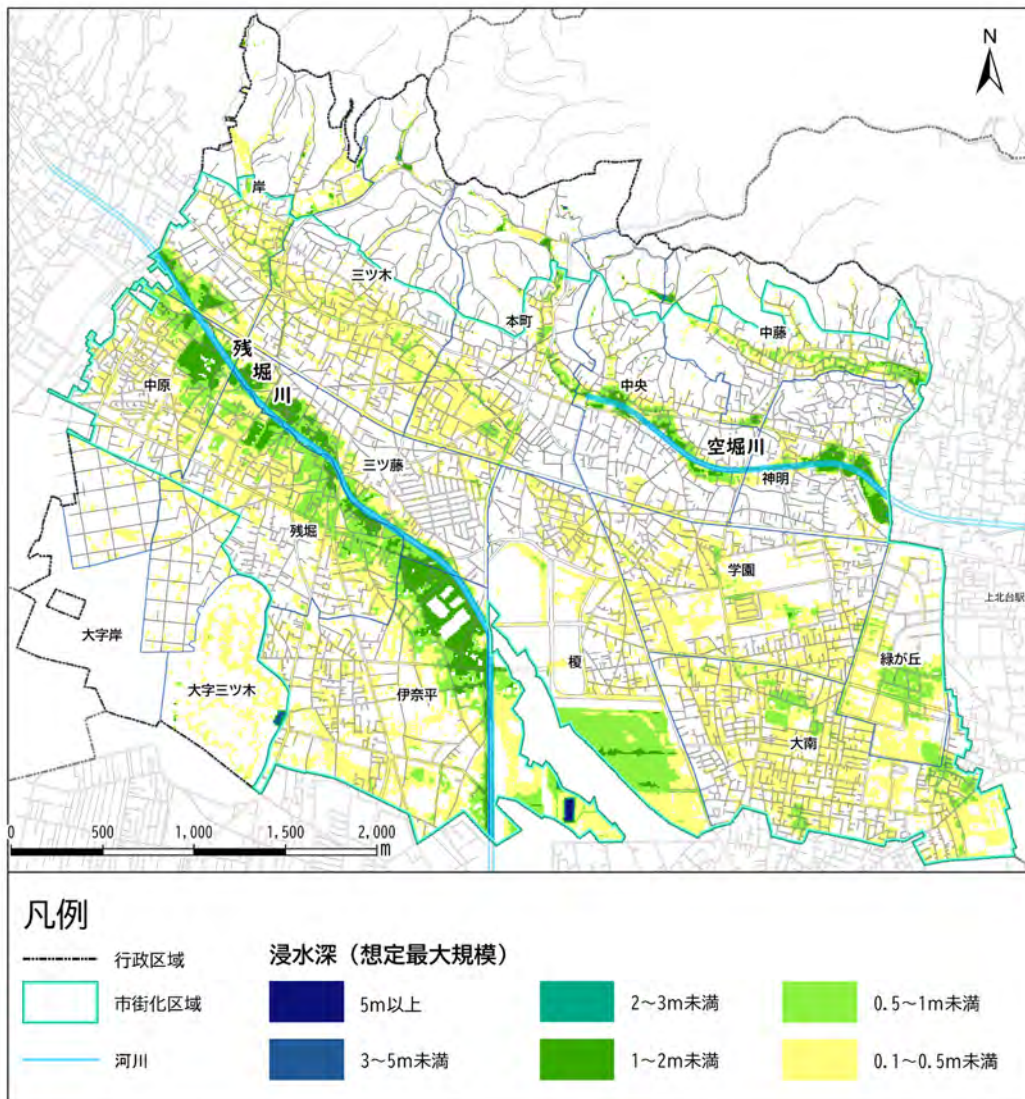 N
岸
三ツ木
本町
中藤
残堀川
中原
中央
空堀川
三ツ藤
神明
残堀
学園
上北台駅
大字岸
榎
緑が丘
大字三ツ木
伊奈平
大南
0 500 1,000 1,500 2,000
m
凡例
行政区域
市街化区域
河川
浸水深（想定最大規模）
5m以上
3～5m未満
2～3m未満
1～2m未満
0.5～1m未満
0.1～0.5m未満